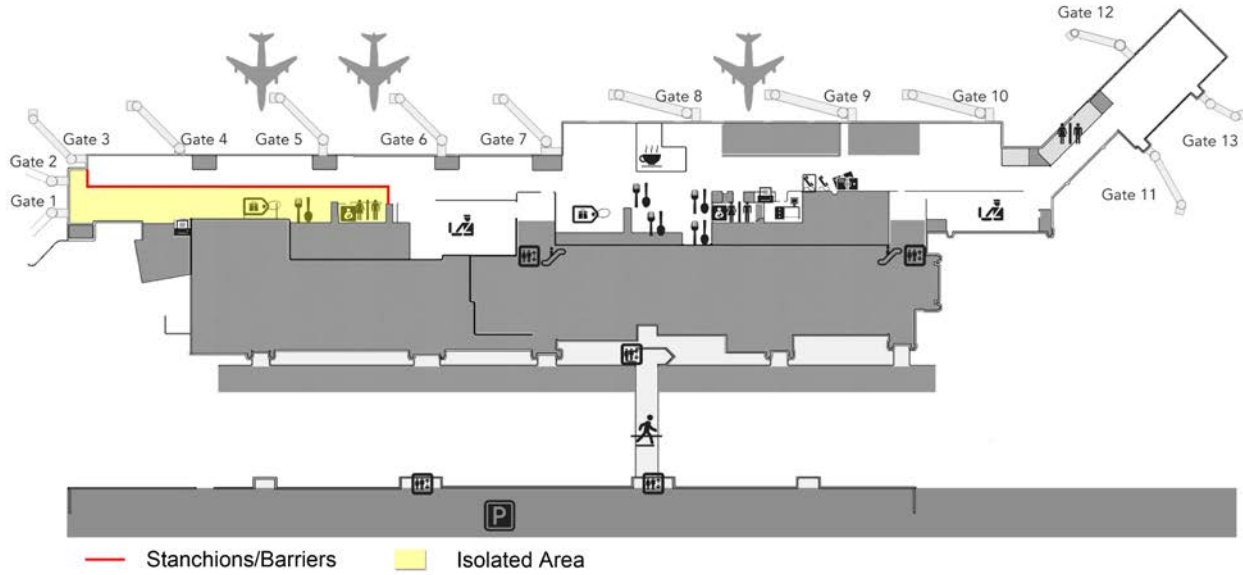 Gate 12
Gate 8
Gate 9
Gate 10
Gate 3
Gate 4
Gate 5
Gate 6
Gate 7
Gate 13
Gate 2
Gate 1
Gate 11
P
Stanchions/Barriers
Isolated Area